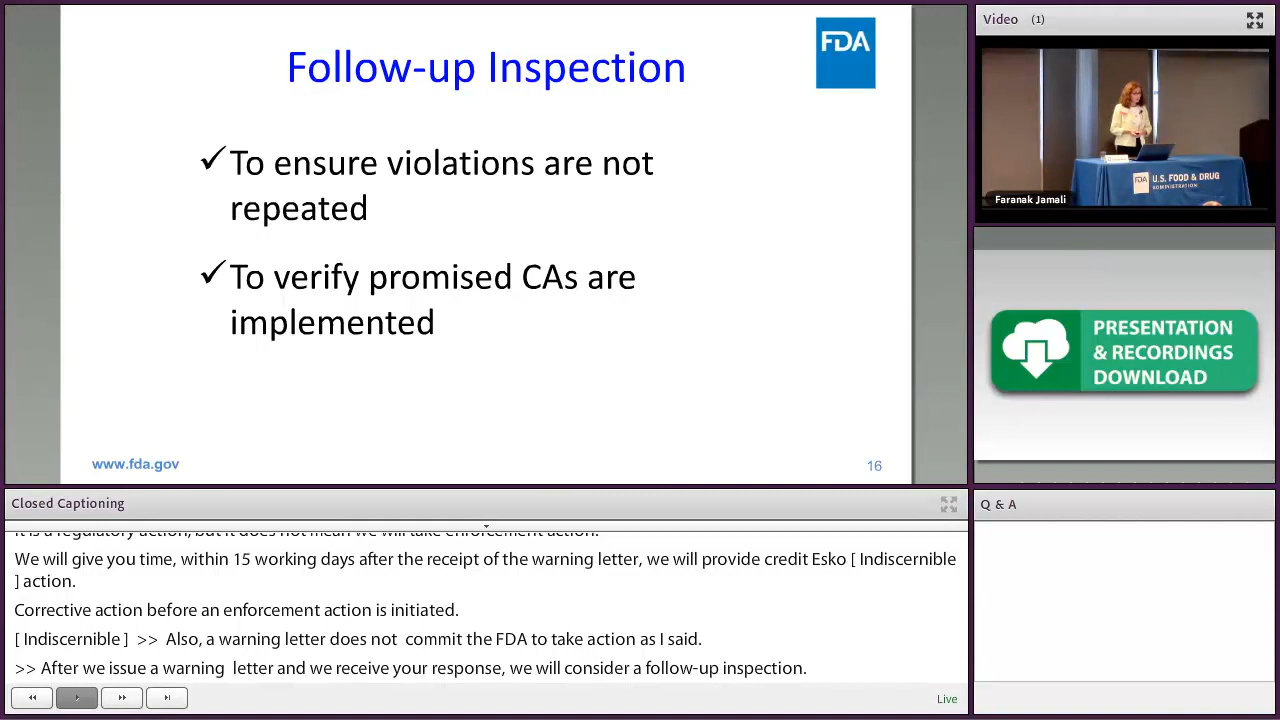 Follow-up Inspection
FDA
✓To ensure violations are not
repeated
✓To verify promised CAs are
implemented
www.fda.gov
16
Video (1)
FDA U.S. FOOD & DRUG
ADMINISTRATION
Faranak Jamali
PRESENTATION
& RECORDINGS
DOWNLOAD
Closed Captioning
It is a regulatory action, but it does not mean we will take enforcement action.
We will give you time, within 15 working days after the receipt of the warning letter, we will provide credit Esko [ Indiscernible
] action.
Corrective action before an enforcement action is initiated.
[ Indiscernible ] >> Also, a warning letter does not commit the FDA to take action as I said.
>> After we issue a warning letter and we receive your response, we will consider a follow-up inspection.
Live
Q & A